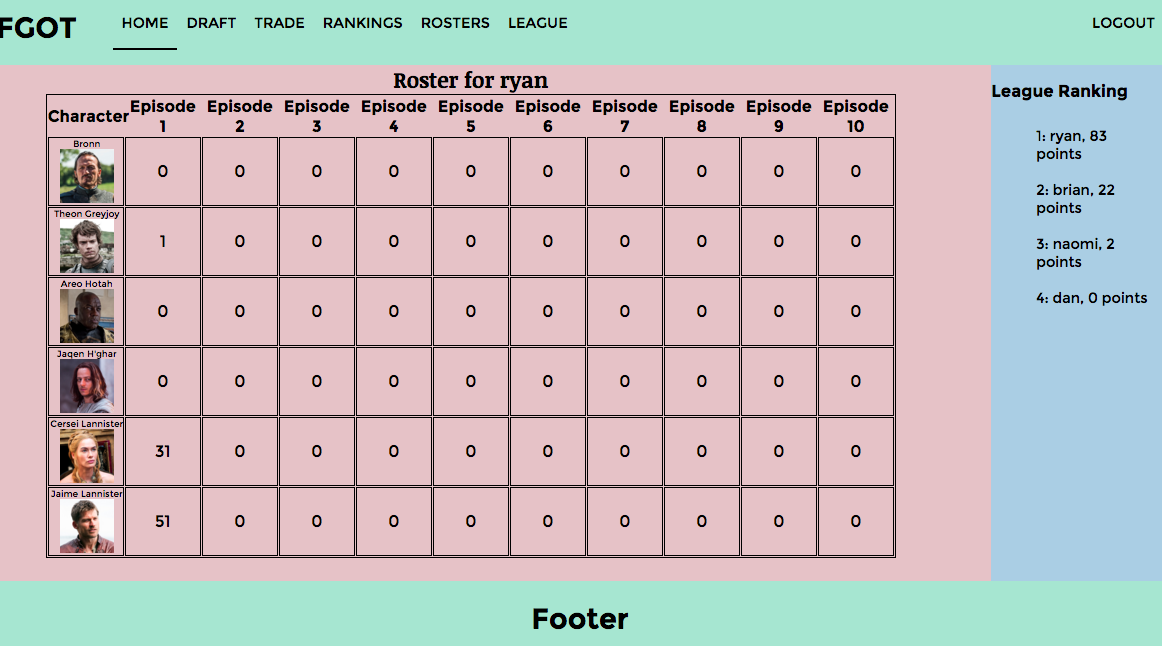 FGOT
HOME DRAFT TRADE RANKINGS ROSTERS LEAGUE LOGOUT
Roster for ryan
Character Episode 1 Episode 2 Episode 3 Episode 4 Episode 5 Episode 6 Episode 7 Episode 8 Episode 9 Episode 10
Bronn
0 0 0 0 0 0 0 0 0 0
Theon Greyjoy
1 0 0 0 0 0 0 0 0 0
Areo Hotah
0 0 0 0 0 0 0 0 0 0
Jaqen H'ghar
0 0 0 0 0 0 0 0 0 0
Cersei Lannister
31 0 0 0 0 0 0 0 0 0
Jaime Lannister
51 0 0 0 0 0 0 0 0 0
League Ranking
1: ryan, 83
points
2: brian, 22
points
3: naomi, 2
points
4: dan, 0 points
Footer